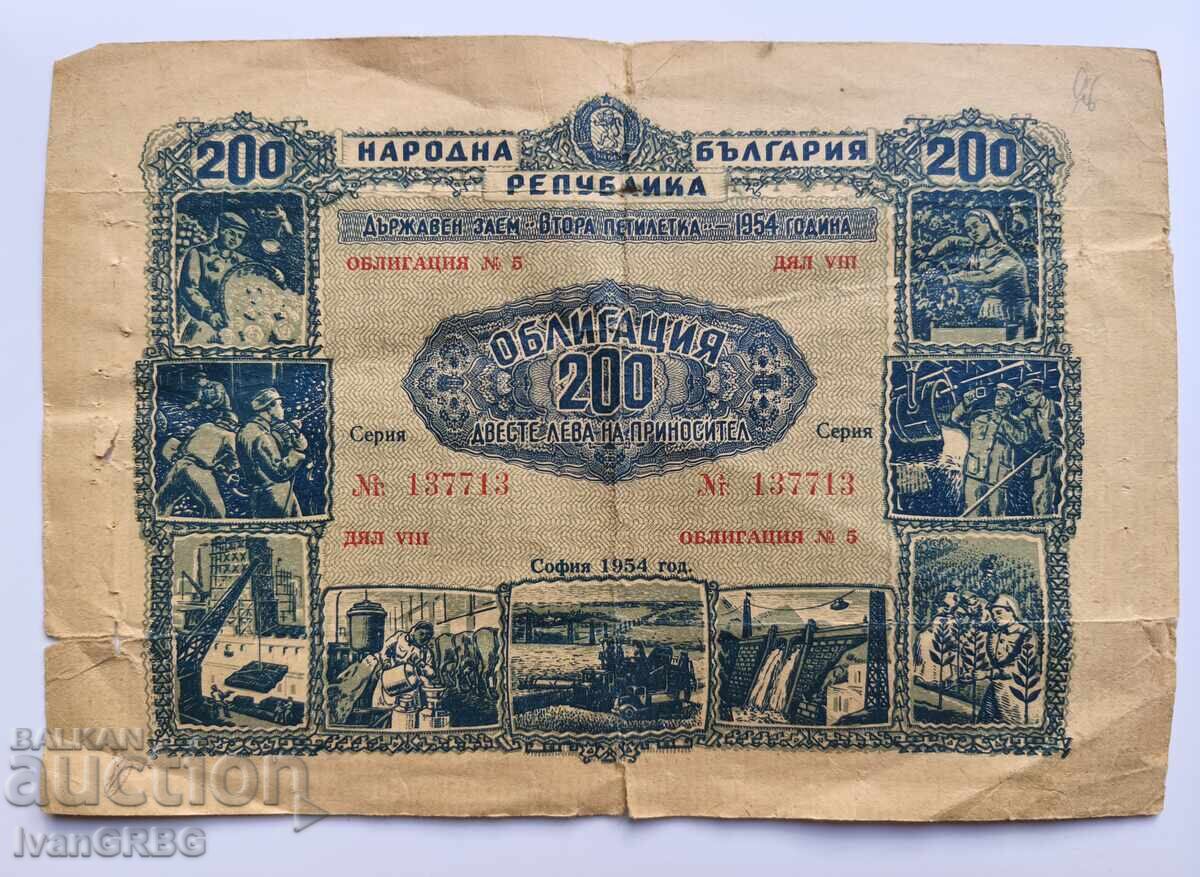 200 НАРОДНА БЪЛГАРИЯ 200
РЕПУБЛИКА
ДЪРЖАВЕН ЗАЕМ "ВТОРА ПЕТИЛЕТКА" – 1954 ГОДИНА
ОБЛИГАЦИЯ № 5 ДЯЛ VIII
ОБЛИГАЦИЯ
200
ДВЕСТЕ ЛЕВА НА ПРИНОСИТЕЛ
Серия Серия
№ 137713 № 137713
ДЯЛ VIII ОБЛИГАЦИЯ № 5
София 1954 год.
BALKAN
auction
IvanGRBG